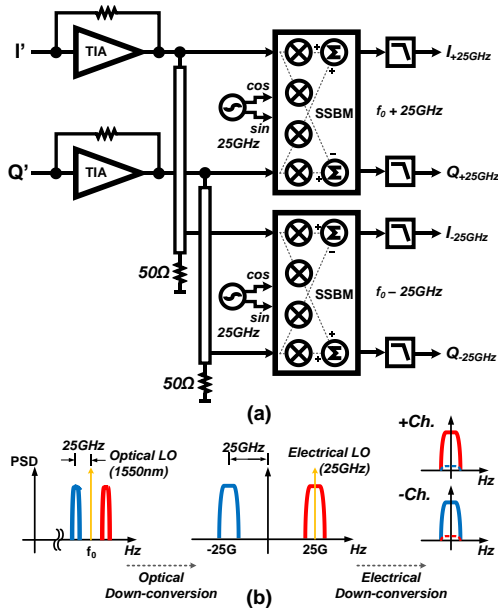 I'
TIA
Q'
TIA
cos
sin
25GHz
SSBM
+
+
−
+
Σ
Σ
f₀ + 25GHz
I+25GHz
Q+25GHz
cos
sin
25GHz
SSBM
+
−
+
+
Σ
Σ
f₀ − 25GHz
I-25GHz
Q-25GHz
50Ω
50Ω
(a)
PSD
25GHz
Optical LO
(1550nm)
f₀
Hz
25GHz
Electrical LO
(25GHz)
-25G
25G
Hz
+Ch.
-Ch.
Hz
Optical
Down-conversion
(b)
Electrical
Down-conversion